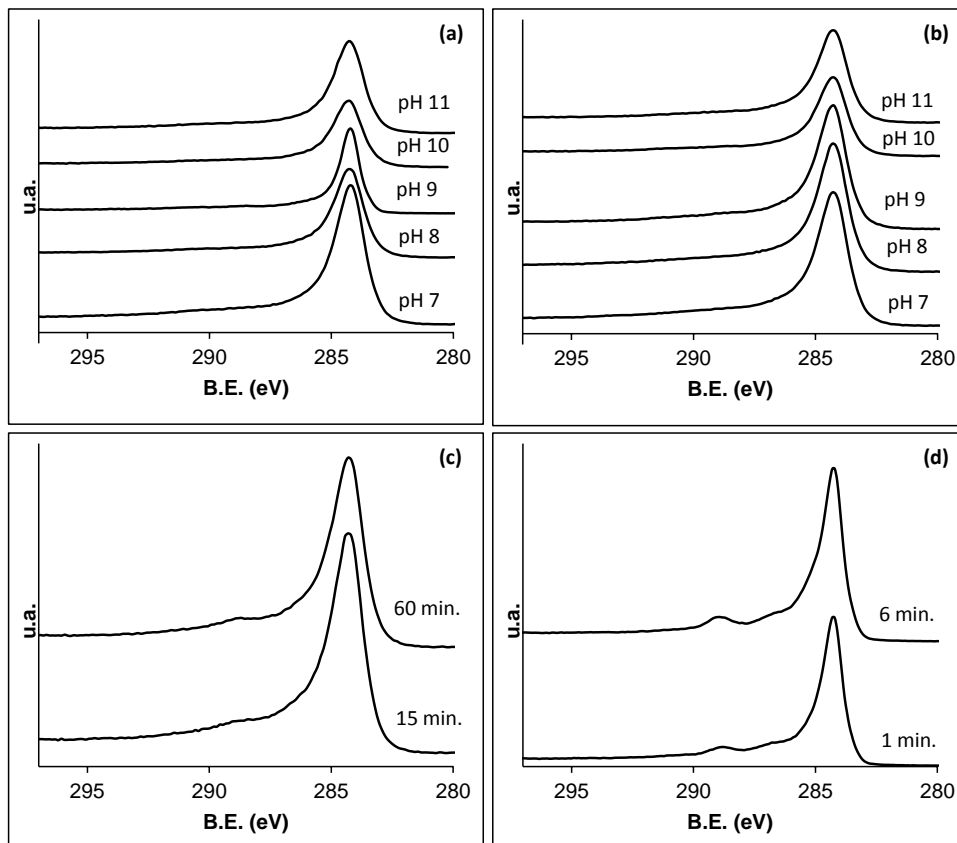 (a)
pH 11
pH 10
pH 9
pH 8
pH 7
u.a.
295 290 285 280
B.E. (eV)
(b)
pH 11
pH 10
pH 9
pH 8
pH 7
u.a.
295 290 285 280
B.E. (eV)
(c)
60 min.
15 min.
u.a.
295 290 285 280
B.E. (eV)
(d)
6 min.
1 min.
u.a.
295 290 285 280
B.E. (eV)